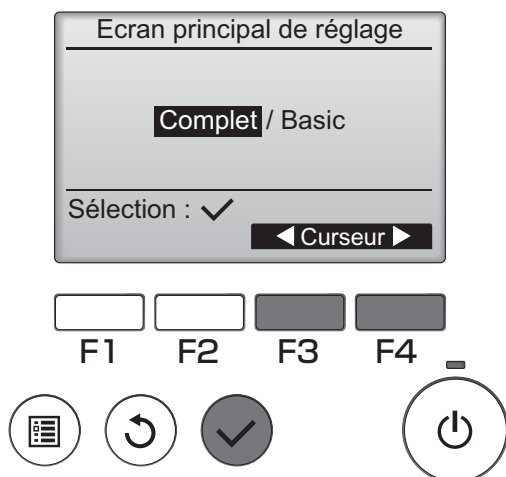 Ecran principal de réglage
Complet / Basic
Sélection : ✓
◀ Curseur ▶
F1 F2 F3 F4